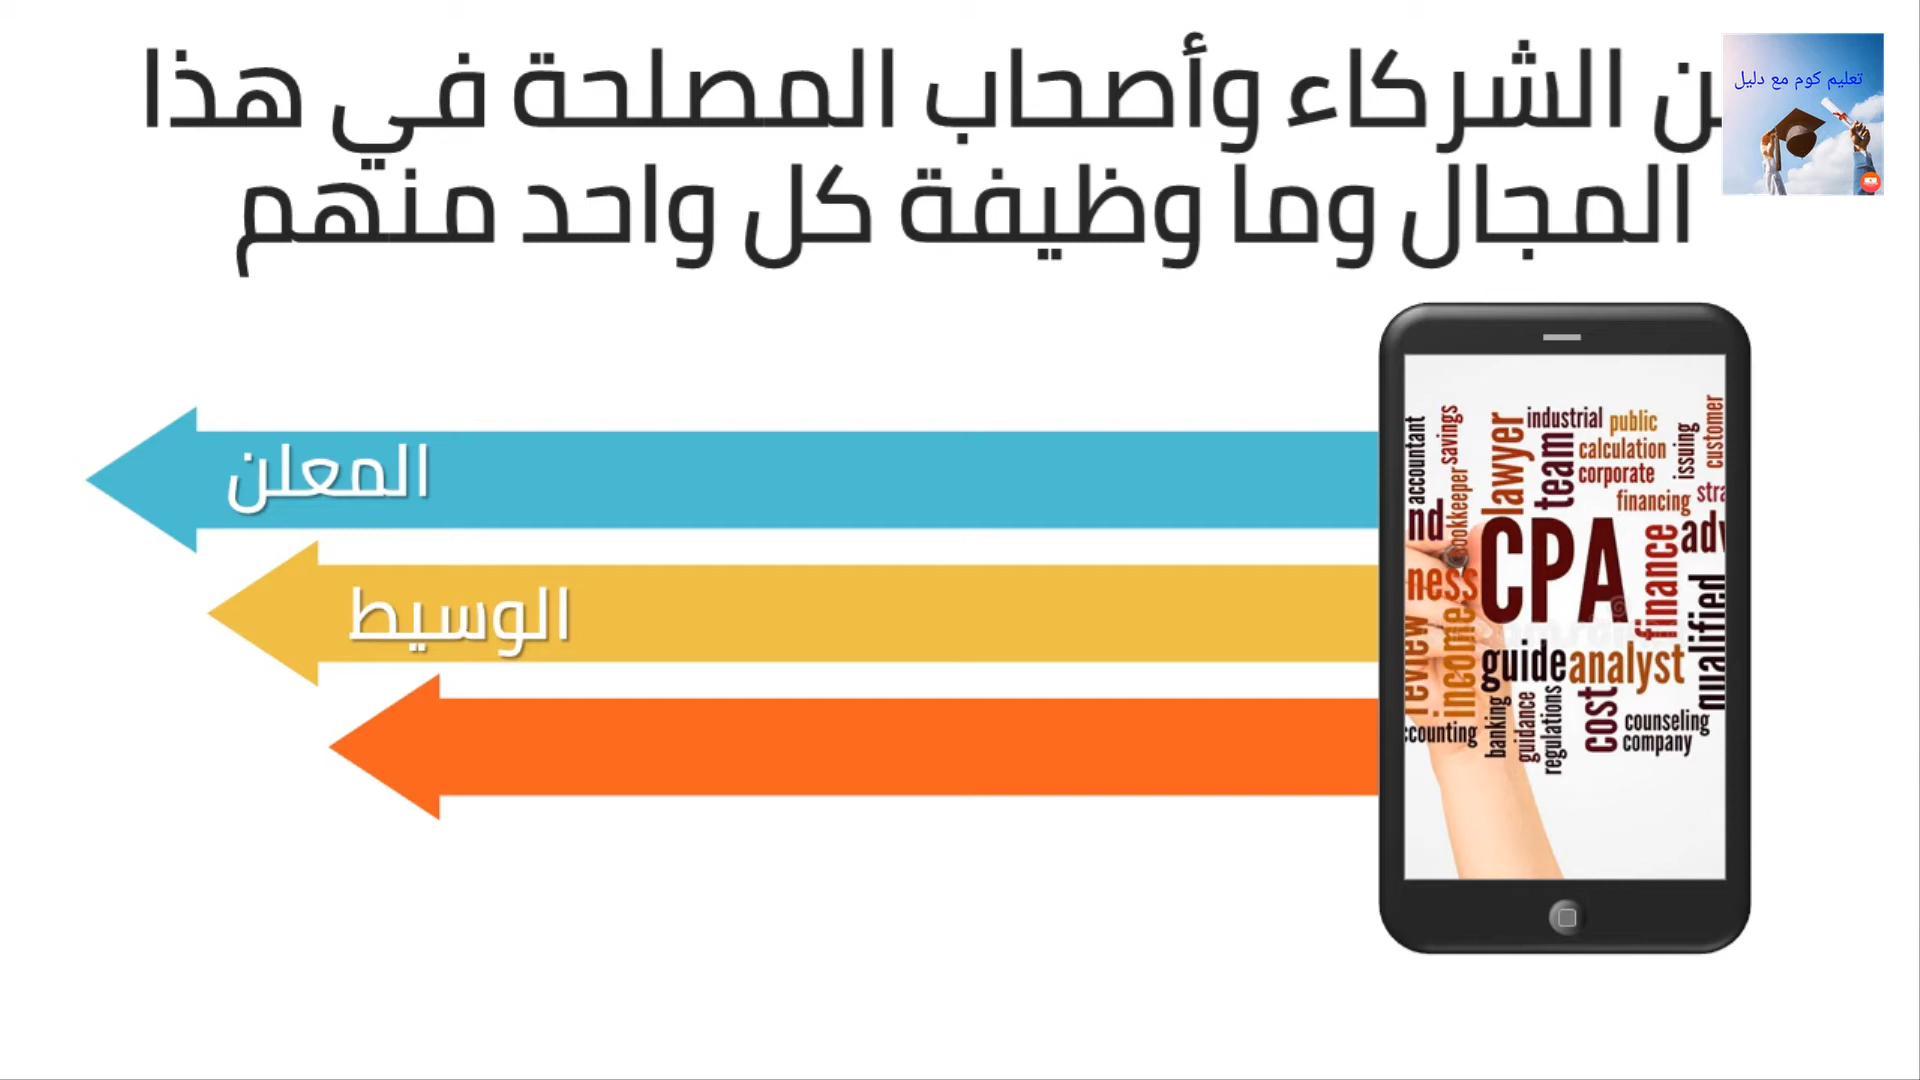 الشركاء وأصحاب المصلحة في هذا
المجال وما وظيفة كل واحد منهم
تعليم كوم مع دليل
المعلن
الوسيط
accountant
savings
bookkeeper
lawyer
industrial
team
public
calculation
corporate
issuing
customer
financing
CPA
finance
qualified
review
income
guide analyst
banking
guidance
regulations
cost
counseling
company